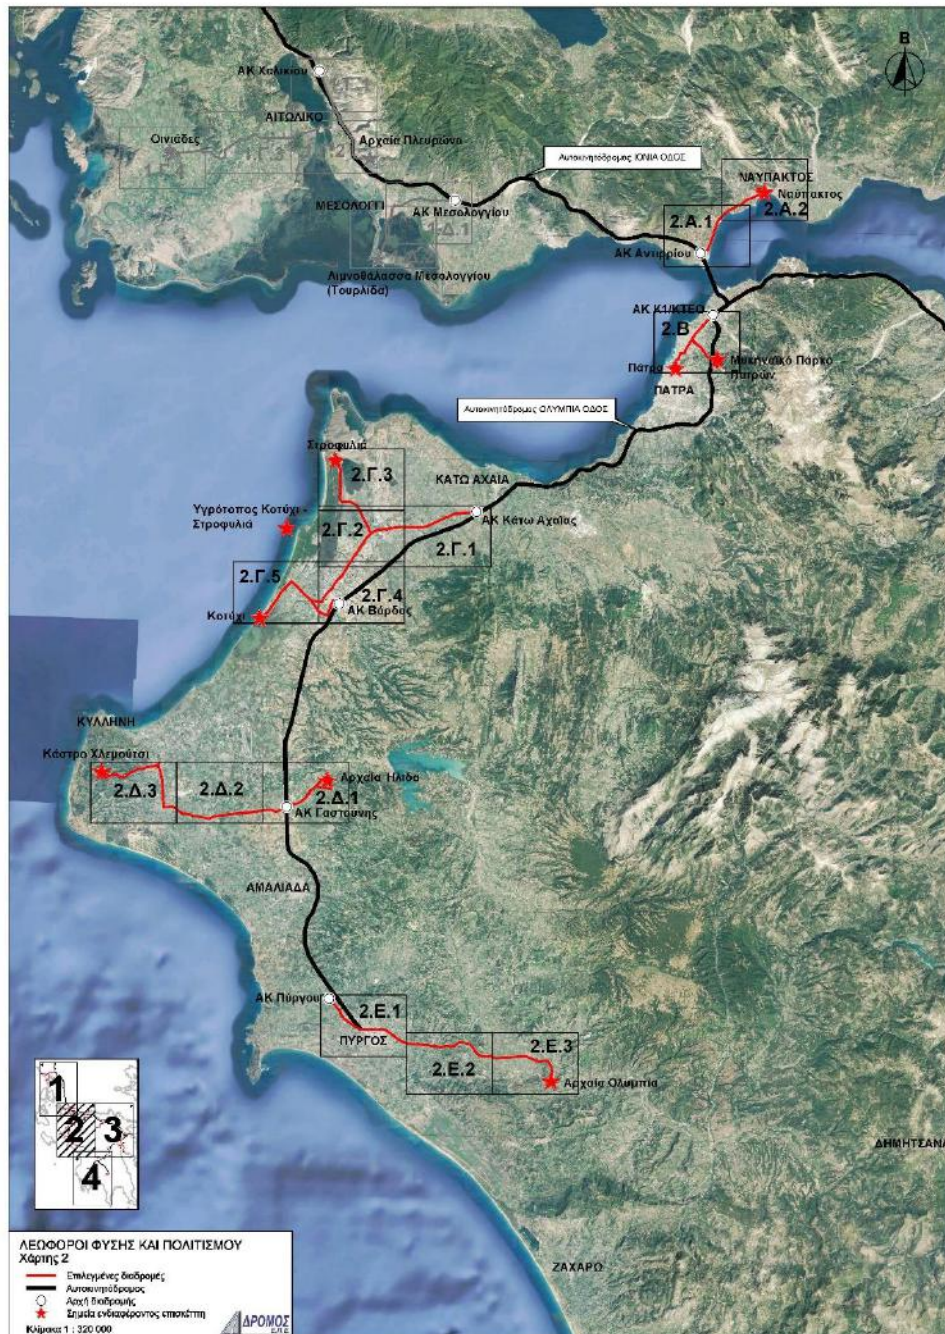 Β
ΑΚ Χαλικίου
ΑΙΤΩΛΙΚΟ
Οινιάδες
Αρχαία Πλευρώνα
2
Αυτοκινητόδρομος ΙΟΝΙΑ ΟΔΟΣ
ΝΑΥΠΑΚΤΟΣ
Ναύπακτος
ΜΕΣΟΛΟΓΓΙ
ΑΚ Μεσολογγίου
1.Δ.1
2.Α.1
2.Α.2
ΑΚ Αντιρρίου
Λιμνοθάλασσα Μεσολογγίου
(Τουρλίδα)
ΑΚ Κ1/ΚΤΕΟ
2.Β
Πάτρα
Μυκηναϊκό Πάρκο
Πατρών
ΠΑΤΡΑ
Αυτοκινητόδρομος ΟΛΥΜΠΙΑ ΟΔΟΣ
Στροφυλιά
2.Γ.3
ΚΑΤΩ ΑΧΑΙΑ
Υγρότοπος Κοτύχι -
Στροφυλιά
2.Γ.2
ΑΚ Κάτω Αχαΐας
2.Γ.1
2.Γ.5
2.Γ.4
Κοτύχι
ΑΚ Βάρδας
ΚΥΛΛΗΝΗ
Κάστρο Χλεμούτσι
Αρχαία Ήλιδα
2.Δ.3
2.Δ.2
2.Δ.1
ΑΚ Γαστούνης
ΑΜΑΛΙΑΔΑ
ΑΚ Πύργου
2.Ε.1
ΠΥΡΓΟΣ
2.Ε.2
2.Ε.3
Αρχαία Ολυμπία
1
2
3
4
ΔΗΜΗΤΣΑΝΑ
ΖΑΧΑΡΩ
ΛΕΩΦΟΡΟΙ ΦΥΣΗΣ ΚΑΙ ΠΟΛΙΤΙΣΜΟΥ
Χάρτης 2
Επιλεγμένες διαδρομές
Αυτοκινητόδρομος
Αρχή διαδρομής
Σημεία ενδιαφέροντος επισκέπτη
Κλίμακα 1 : 320 000
ΔΡΟΜΟΣ
Ε.Π.Ε.